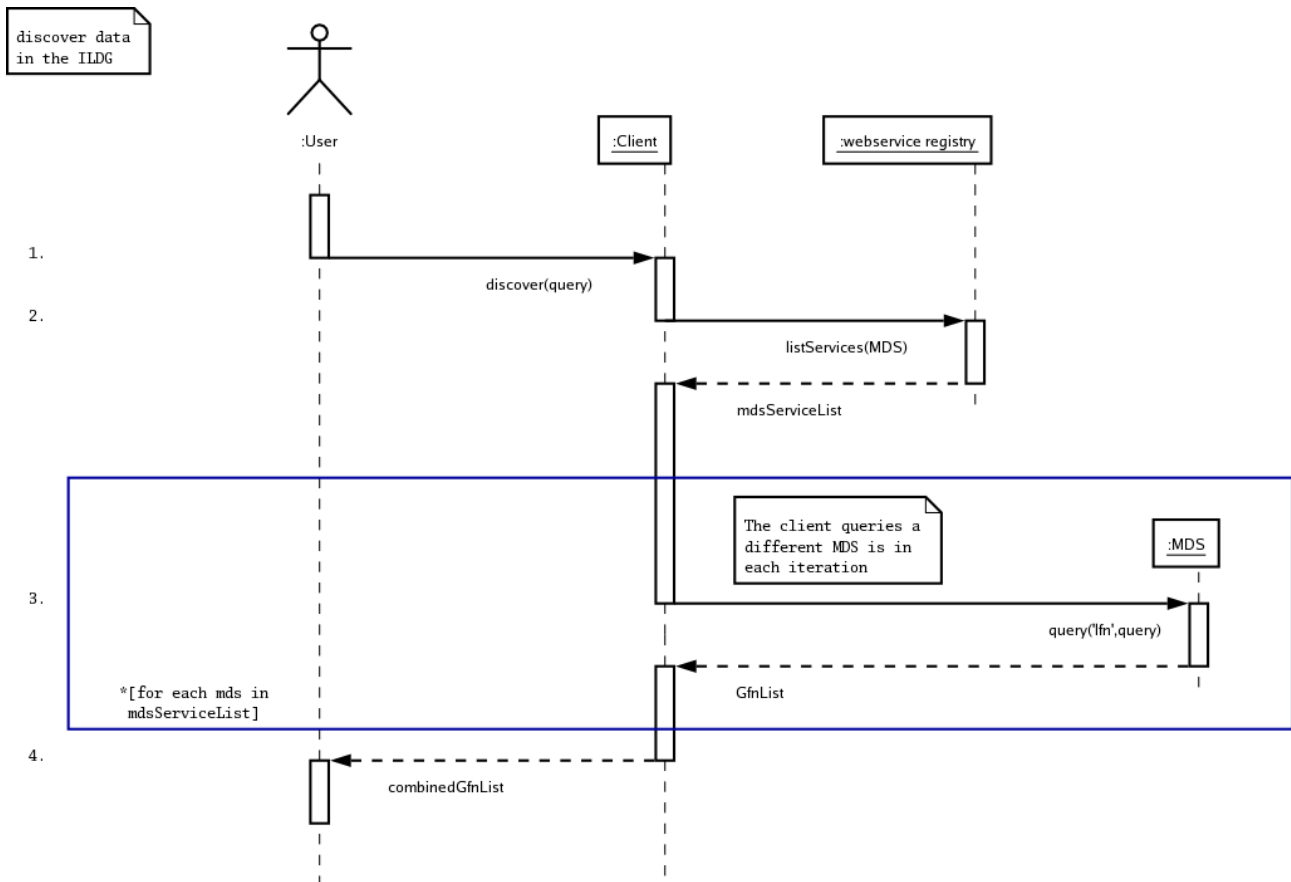 discover data
in the ILDG
:User
:Client
:webservice registry
1.
discover(query)
2.
listServices(MDS)
mdsServiceList
The client queries a
different MDS is in
each iteration
:MDS
3.
query('lfn',query)
GfnList
*[for each mds in
mdsServiceList]
4.
combinedGfnList